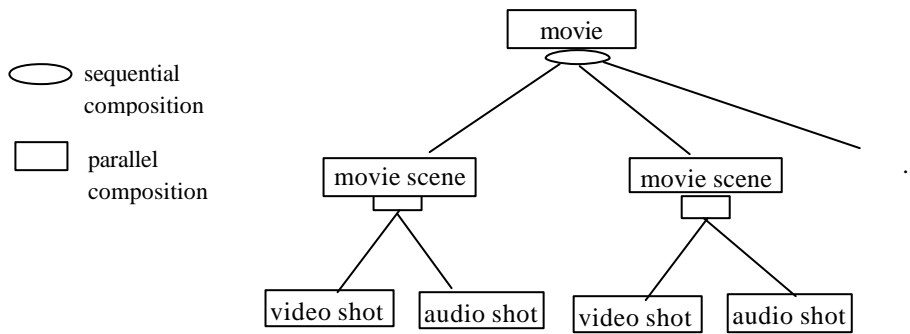 movie
sequential
composition
parallel
composition
movie scene
movie scene
.
video shot
audio shot
video shot
audio shot